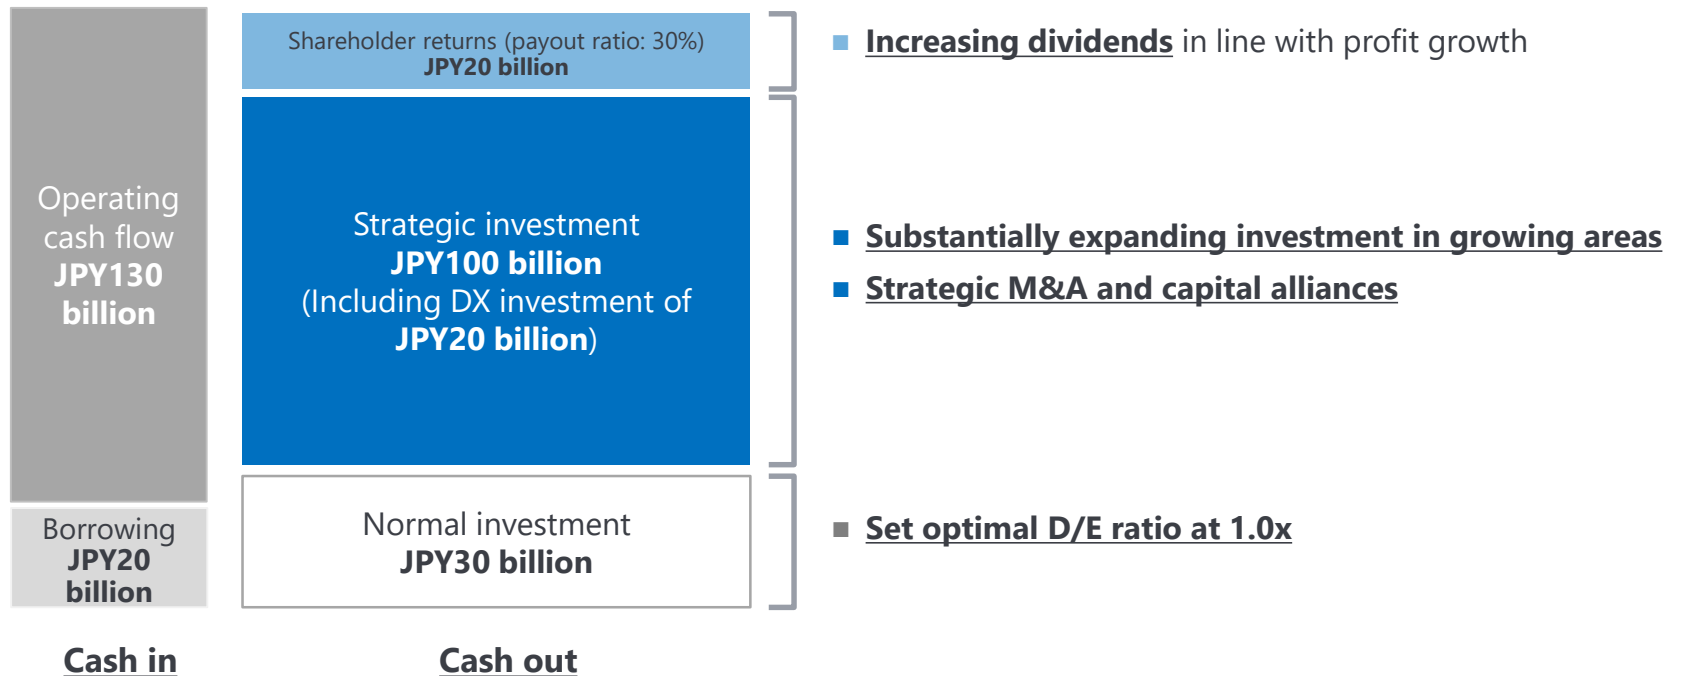 Operating
cash flow
JPY130
billion
Borrowing
JPY20
billion
Cash in
Shareholder returns (payout ratio: 30%)
JPY20 billion
Strategic investment
JPY100 billion
(Including DX investment of
JPY20 billion)
Normal investment
JPY30 billion
Cash out
Increasing dividends in line with profit growth
Substantially expanding investment in growing areas
Strategic M&A and capital alliances
Set optimal D/E ratio at 1.0x